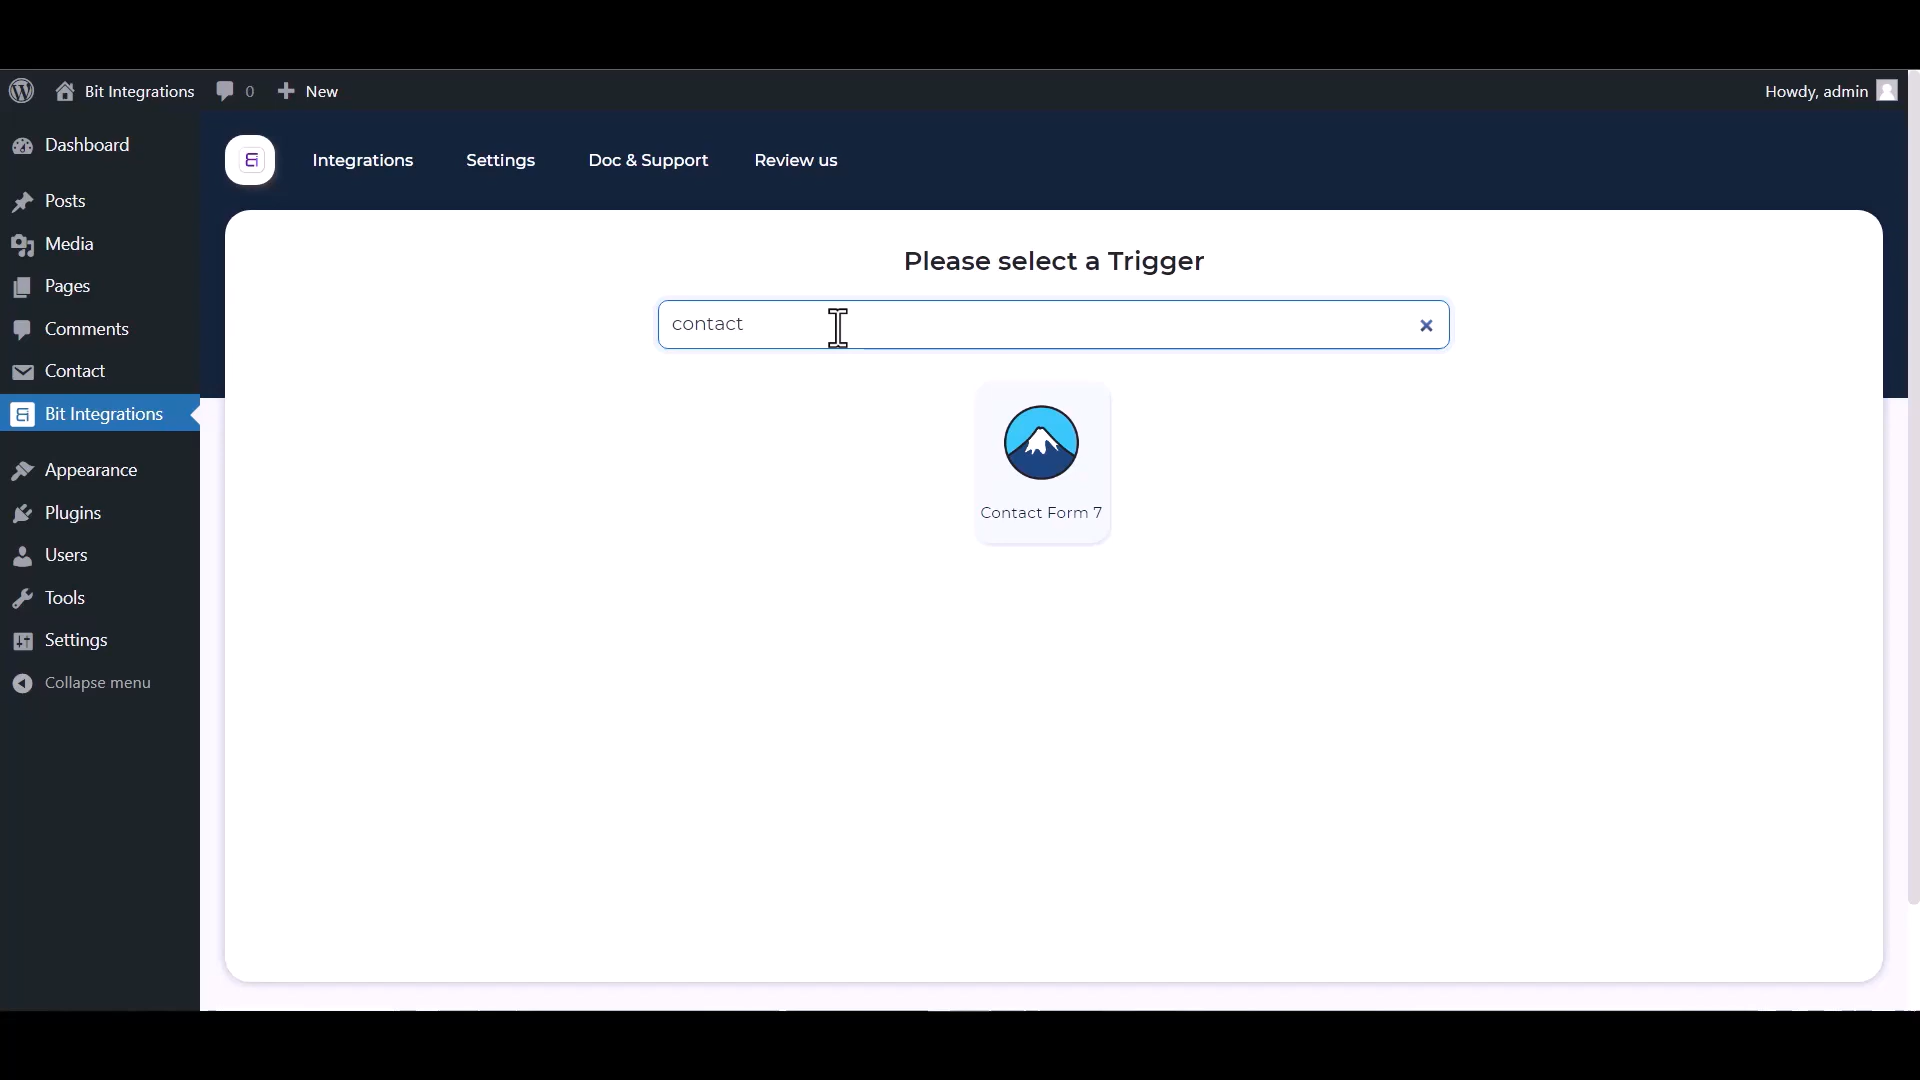 Bit Integrations
0
New
Howdy, admin
Dashboard
Posts
Media
Pages
Comments
Contact
Bit Integrations
Appearance
Plugins
Users
Tools
Settings
Collapse menu
Integrations
Settings
Doc & Support
Review us
Please select a Trigger
contact
Contact Form 7